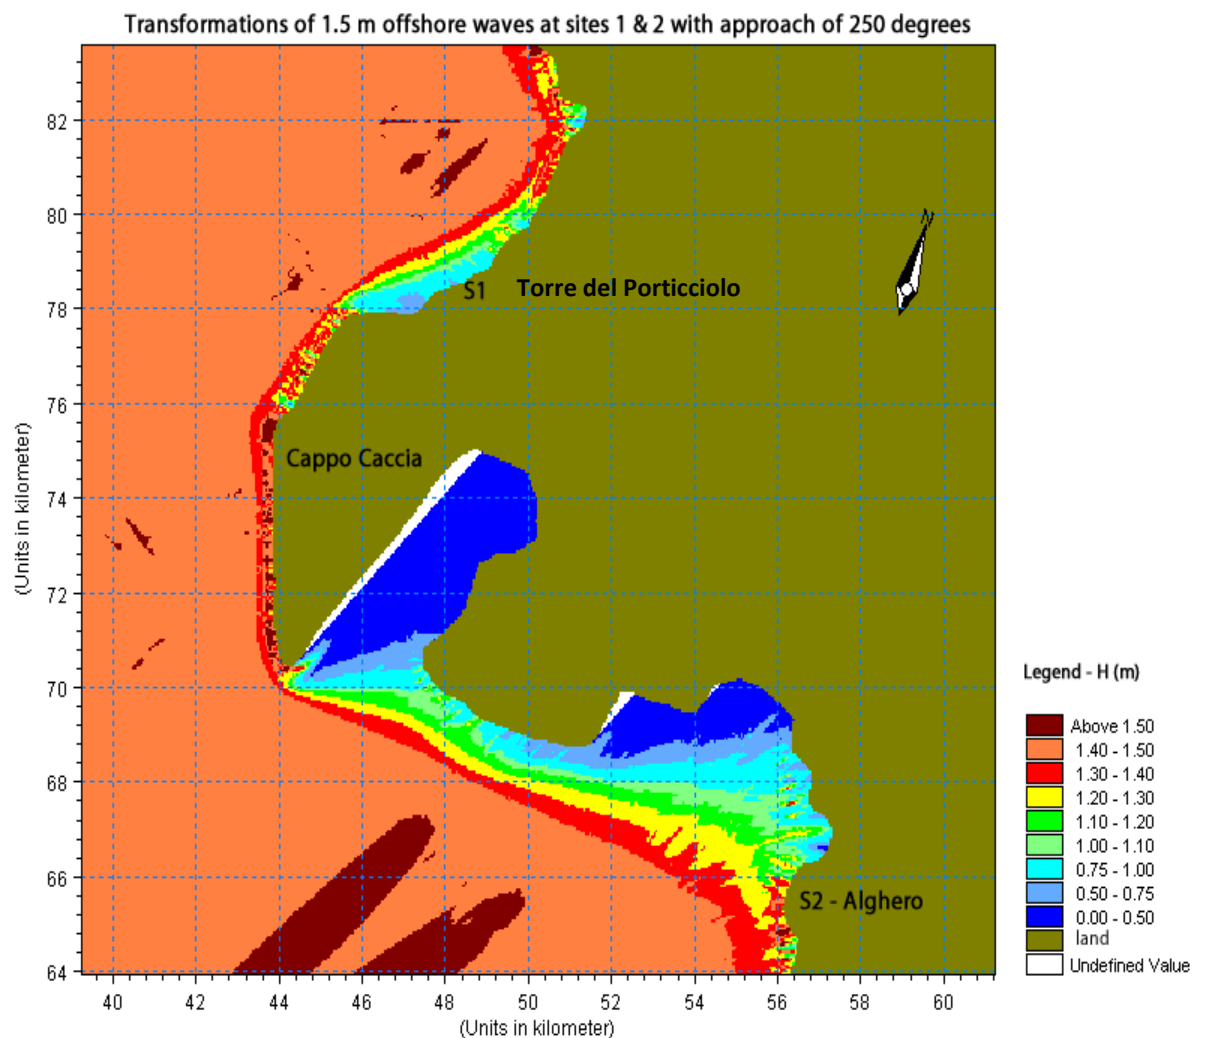 Transformations of 1.5 m offshore waves at sites 1 & 2 with approach of 250 degrees
82
80
78
76
74
72
70
68
66
64
(Units in kilometer)
N
S1 Torre del Porticciolo
Cappo Caccia
S2 - Alghero
40 42 44 46 48 50 52 54 56 58 60
(Units in kilometer)
Legend - H (m)
Above 1.50
1.40 - 1.50
1.30 - 1.40
1.20 - 1.30
1.10 - 1.20
1.00 - 1.10
0.75 - 1.00
0.50 - 0.75
0.00 - 0.50
land
Undefined Value